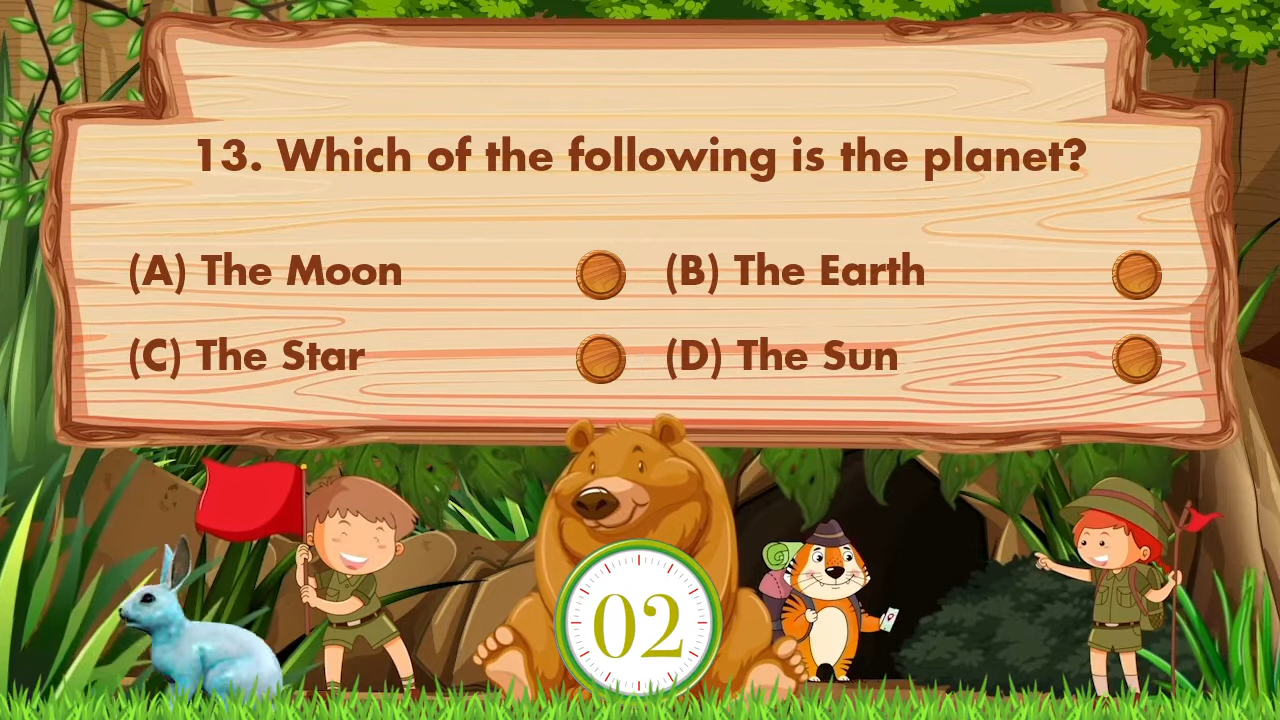 13. Which of the following is the planet?
(A) The Moon
(B) The Earth
(C) The Star
(D) The Sun
02